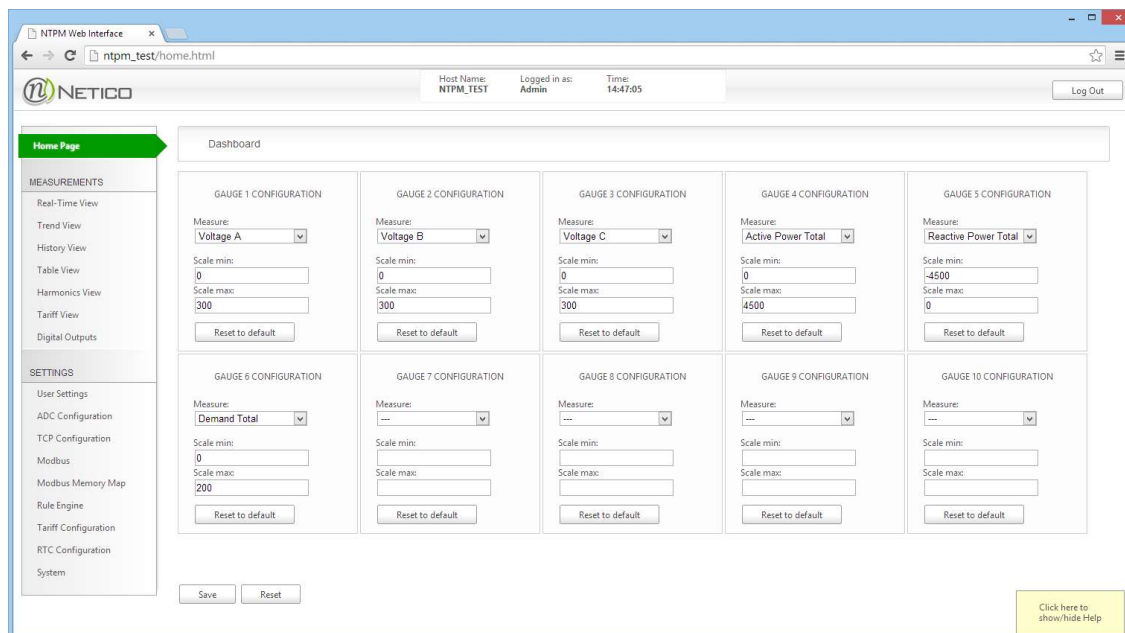 NTPM Web Interface
ntpm_test/home.html
NETICO
Host Name:
NTPM_TEST
Logged in as:
Admin
Time:
14:47:05
Log Out
Home Page
MEASUREMENTS
Real-Time View
Trend View
History View
Table View
Harmonics View
Tariff View
Digital Outputs
SETTINGS
User Settings
ADC Configuration
TCP Configuration
Modbus
Modbus Memory Map
Rule Engine
Tariff Configuration
RTC Configuration
System
Dashboard
GAUGE 1 CONFIGURATION
Measure:
Voltage A
Scale min:
0
Scale max:
300
Reset to default
GAUGE 2 CONFIGURATION
Measure:
Voltage B
Scale min:
0
Scale max:
300
Reset to default
GAUGE 3 CONFIGURATION
Measure:
Voltage C
Scale min:
0
Scale max:
300
Reset to default
GAUGE 4 CONFIGURATION
Measure:
Active Power Total
Scale min:
0
Scale max:
4500
Reset to default
GAUGE 5 CONFIGURATION
Measure:
Reactive Power Total
Scale min:
-4500
Scale max:
0
Reset to default
GAUGE 6 CONFIGURATION
Measure:
Demand Total
Scale min:
0
Scale max:
200
Reset to default
GAUGE 7 CONFIGURATION
Measure:
---
Scale min:
Scale max:
Reset to default
GAUGE 8 CONFIGURATION
Measure:
---
Scale min:
Scale max:
Reset to default
GAUGE 9 CONFIGURATION
Measure:
---
Scale min:
Scale max:
Reset to default
GAUGE 10 CONFIGURATION
Measure:
---
Scale min:
Scale max:
Reset to default
Save
Reset
Click here to
show/hide Help